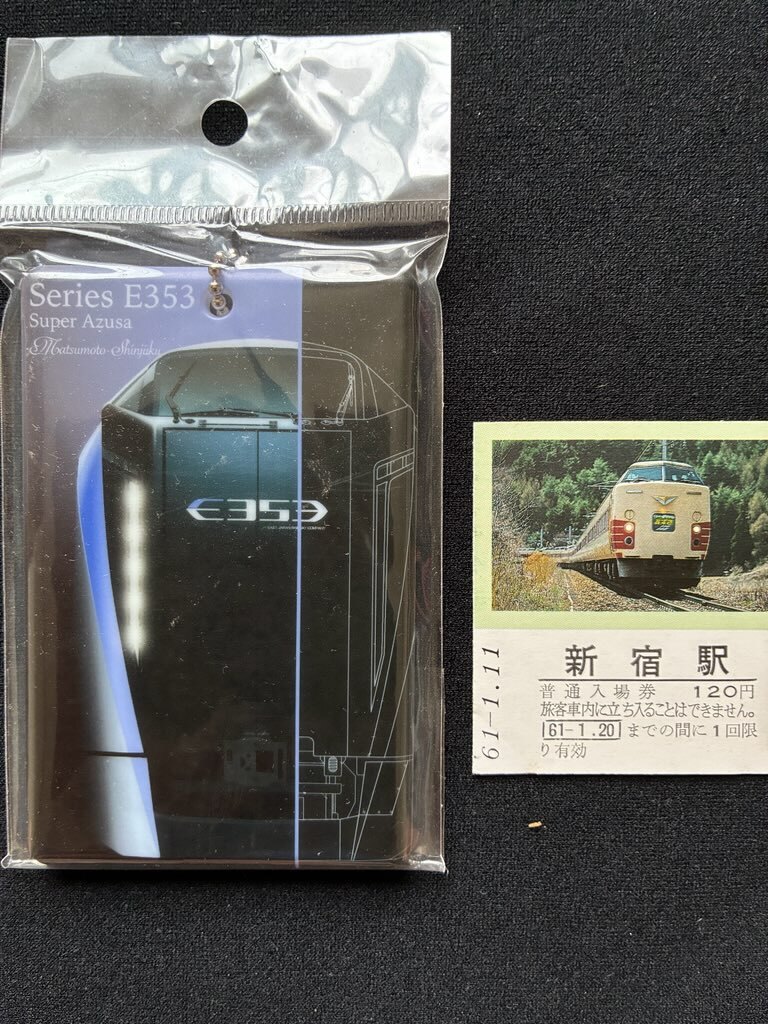 Series E353
Super Azusa
Matsumoto-Shinjuku
E353
61-1.11
新宿駅
普通入場券 120円
旅客車内に立ち入ることはできません。
61-1.20 までの間に1回限
り有効